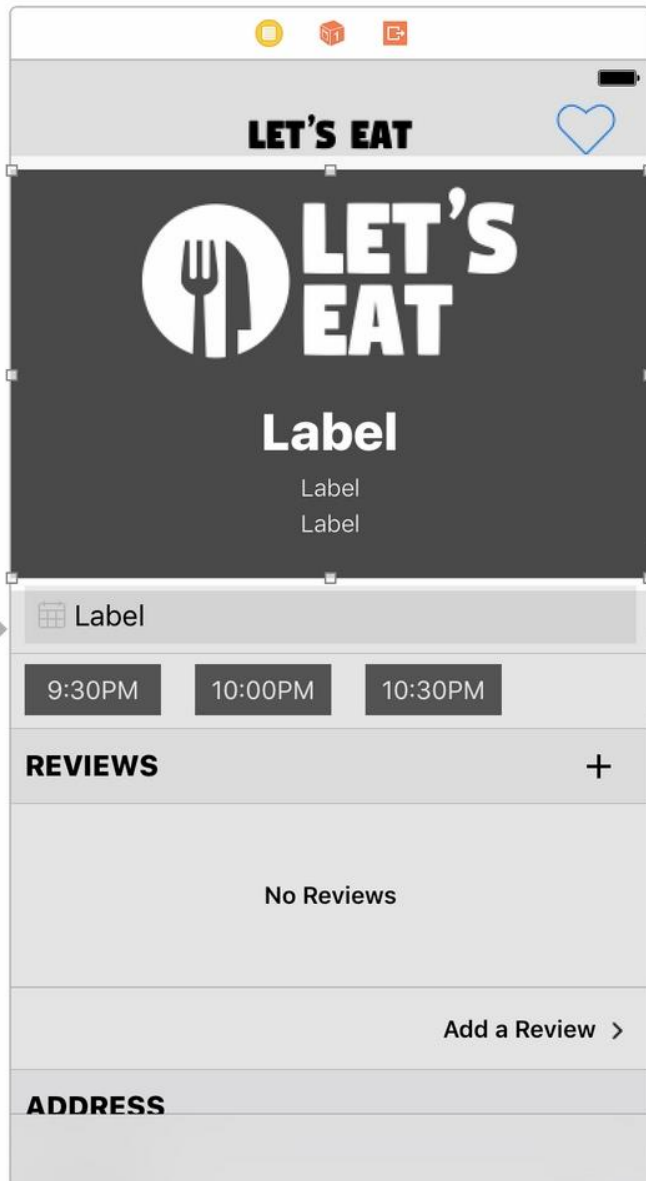 LET'S EAT
LET'S
EAT
Label
Label
Label
Label
9:30PM 10:00PM 10:30PM
REVIEWS +
No Reviews
Add a Review >
ADDRESS